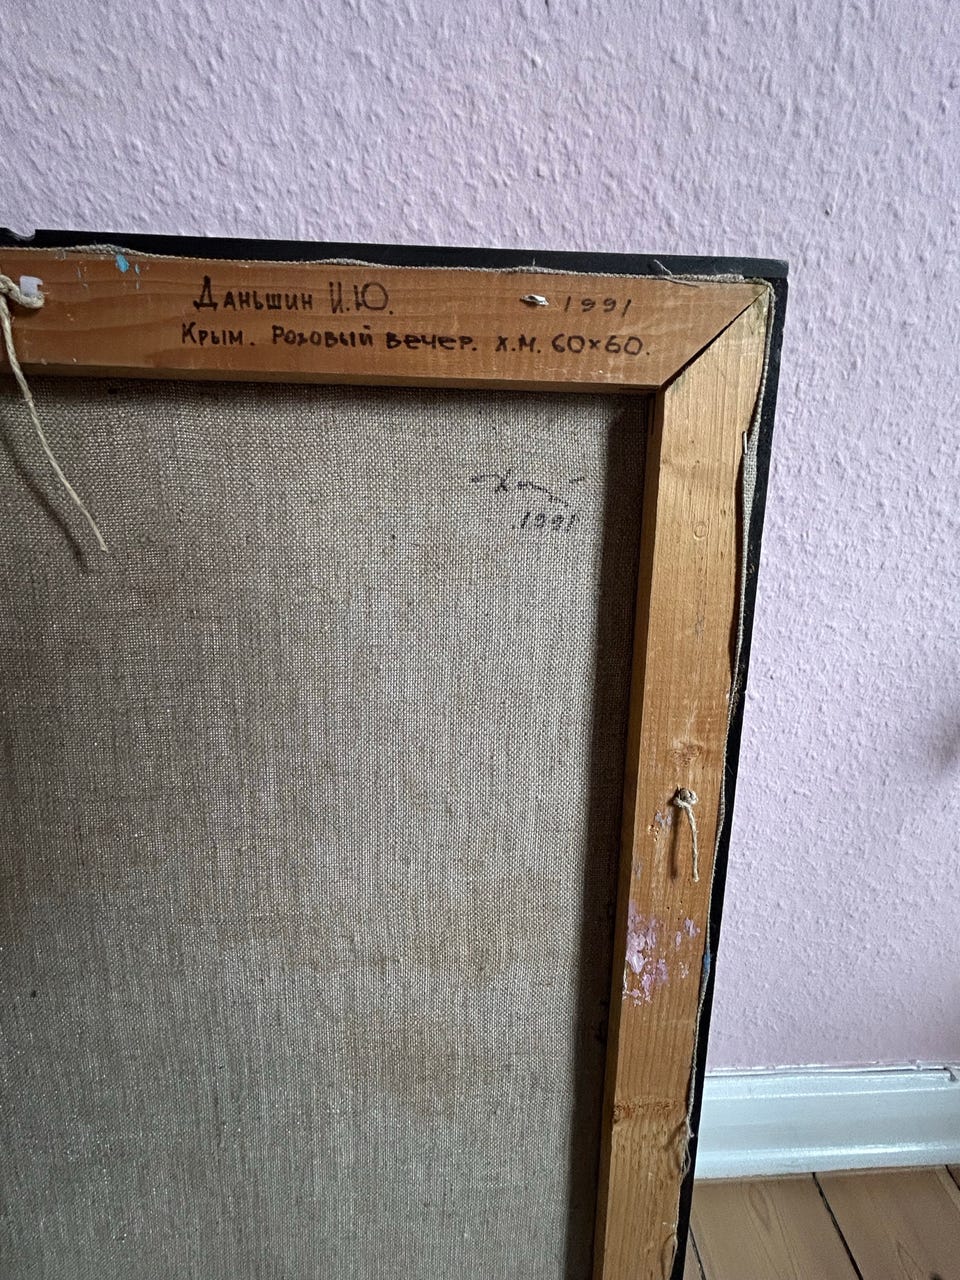 Даньшин И.Ю. 1991
Крым. Розовый вечер. х.м. 60×60.
1991